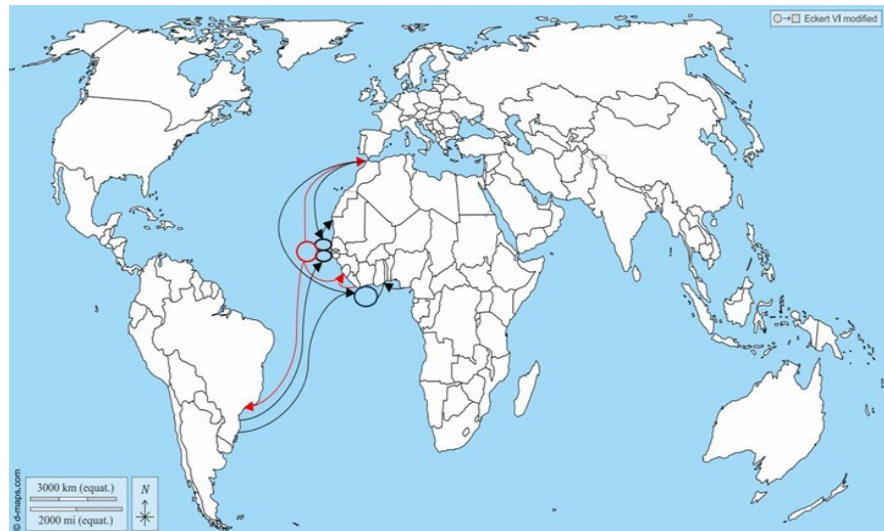 Eckert VI modified
3000 km (equat.)
2000 mi (equat.)
N
© d-maps.com